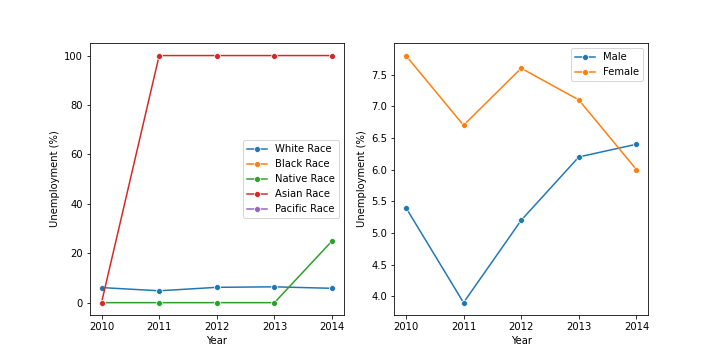 100
80
60
40
20
0
Unemployment (%)
2010 2011 2012 2013 2014
Year
White Race
Black Race
Native Race
Asian Race
Pacific Race
7.5
7.0
6.5
6.0
5.5
5.0
4.5
4.0
Unemployment (%)
2010 2011 2012 2013 2014
Year
Male
Female